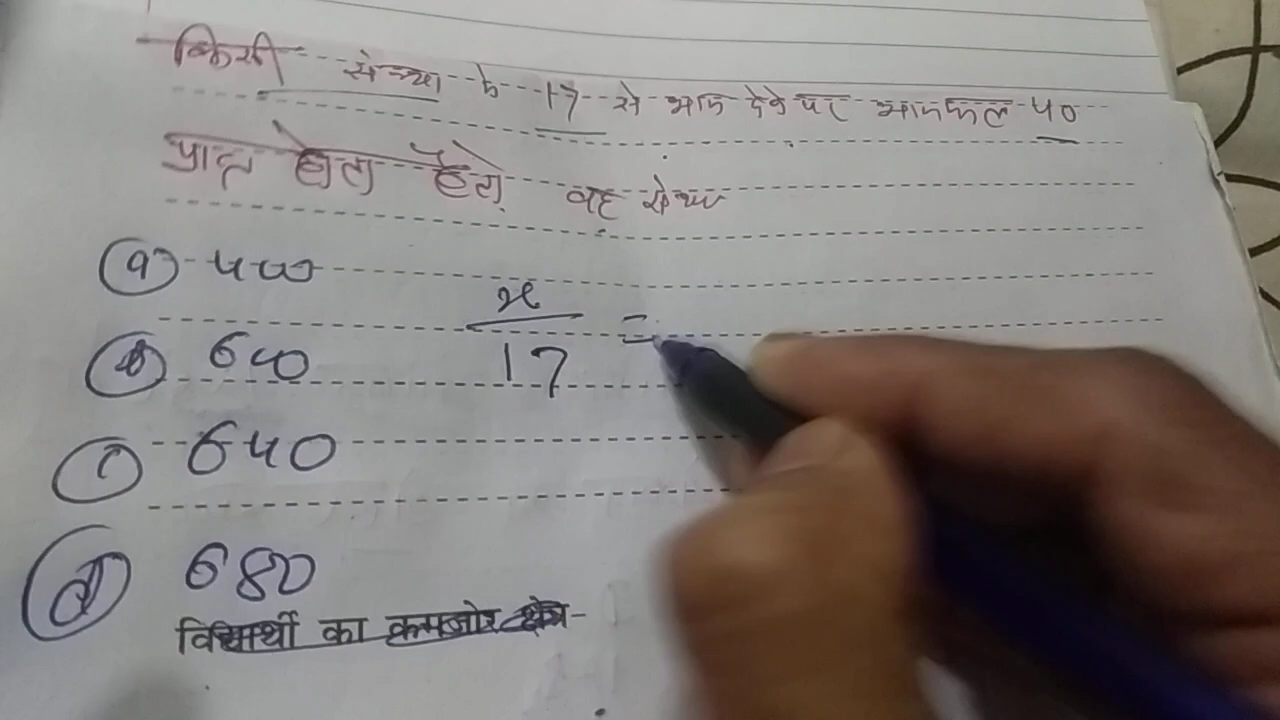 किसी संख्या के 17 से भाग देने पर भागफल 40
प्राप्त होता है तो, वह संख्या
(a) 400
(b) 640
(c) 640
(d) 680
x
17 =
विद्यार्थी का कमजोर क्षेत्र-